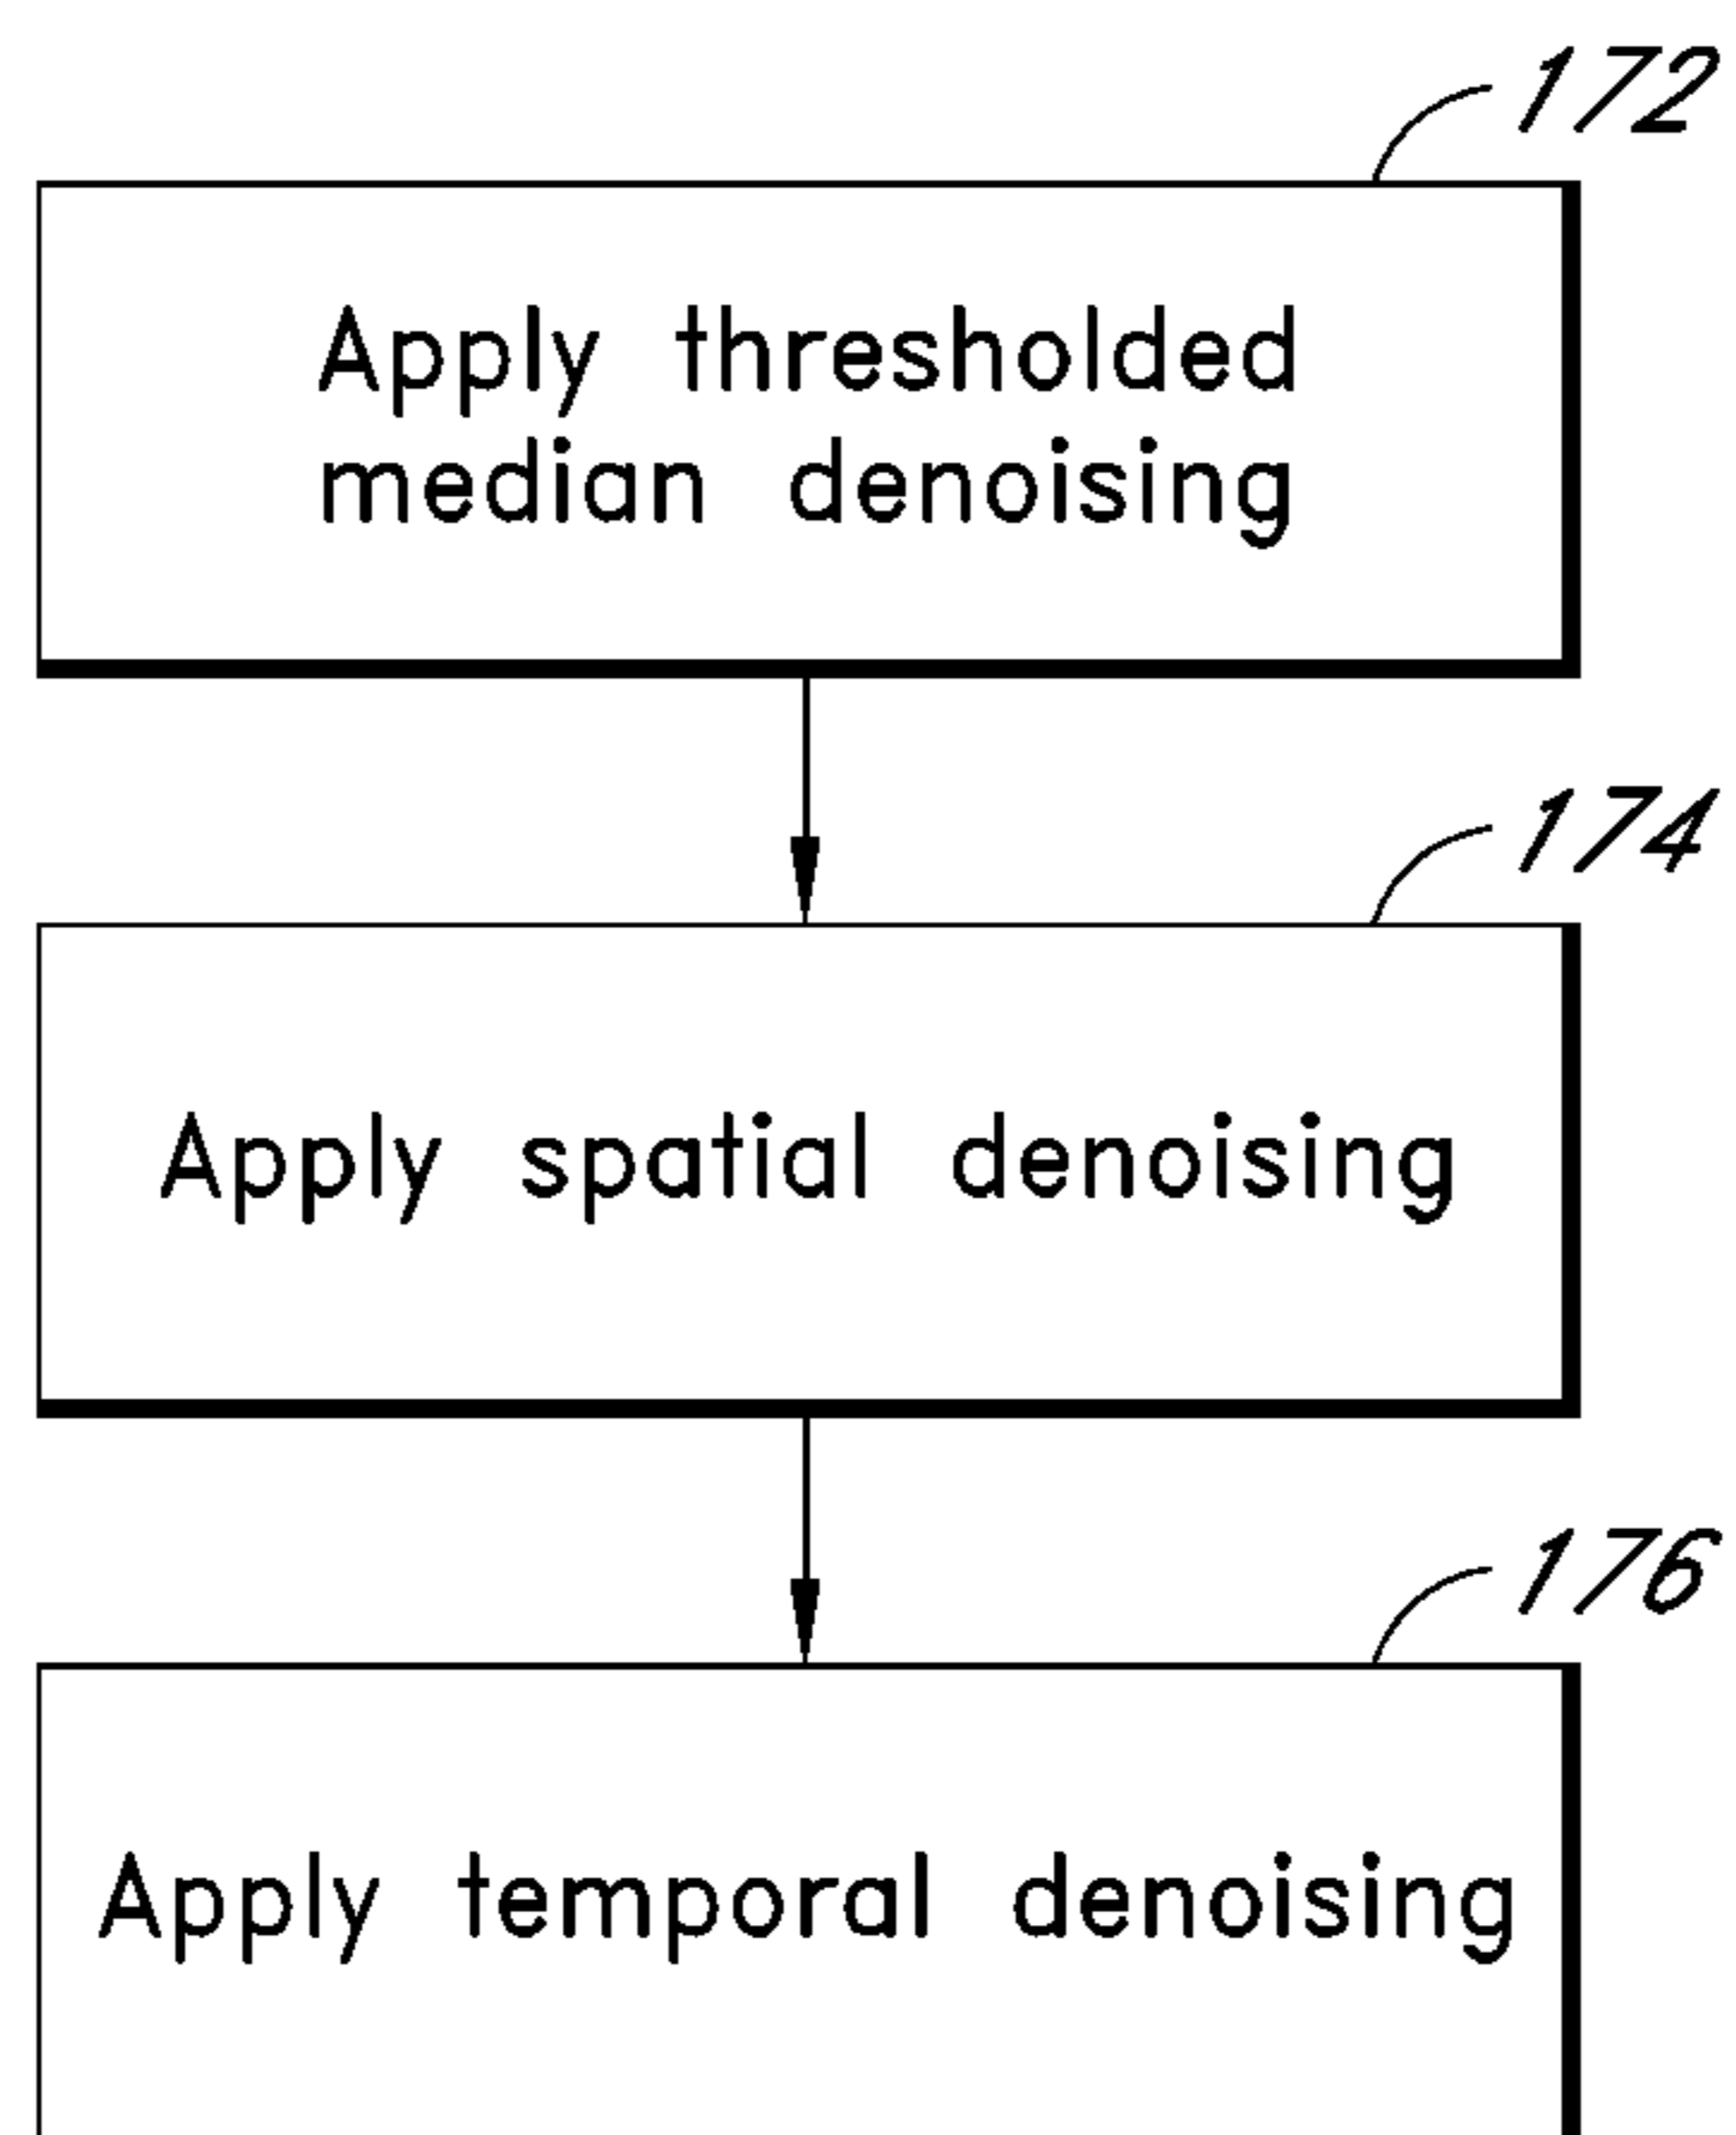 172
Apply thresholded
median denoising
174
Apply spatial denoising
176
Apply temporal denoising